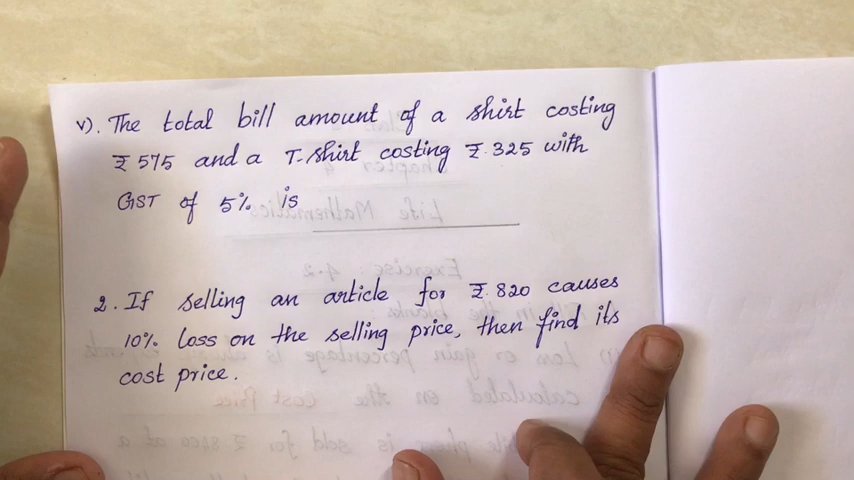 v). The total bill amount of a shirt costing
₹ 575 and a T-Shirt costing ₹.325 with
GST of 5% is
2. If selling an article for ₹.820 causes
10% loss on the selling price, then find its
cost price.